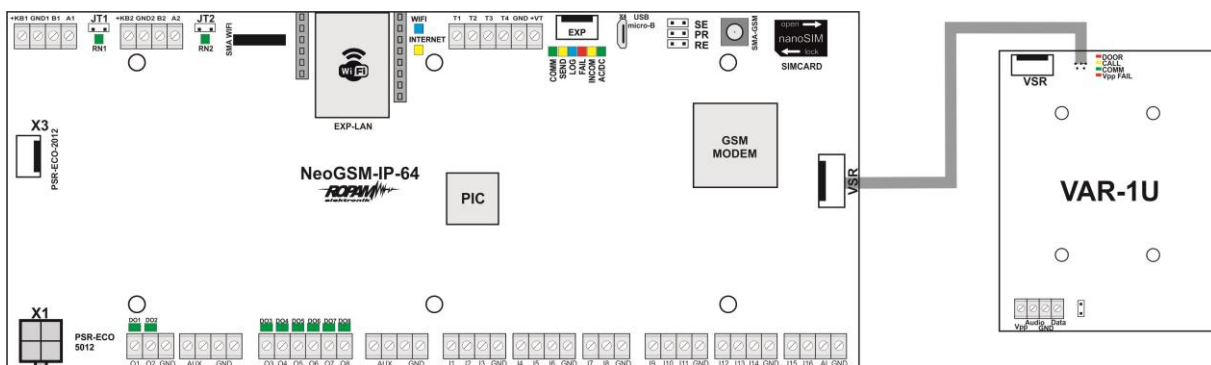 +KB1 GND1 B1 A1
JT1
RN1
+KB2 GND2 B2 A2
JT2
RN2
SMA WIFI
WiFi
EXP-LAN
WIFI
INTERNET
T1 T2 T3 T4 GND +VT
EXP
COMM
SEND
LOG
FAIL
INCOM
AC/DC
USB
micro-B
SE
PR
RE
SMA-GSM
open
nanoSIM
lock
SIMCARD
X3
PSR-ECO-2012
NeoGSM-IP-64
ROPAM
elektronik
PIC
GSM
MODEM
VSR
VSR
DOOR
CALL
COMM
Vpp FAIL
VAR-1U
Vpp Audio GND Data
X1
PSR-ECO
5012
DO1 DO2
O1 O2 GND
AUX GND
DO3 DO4 DO5 DO6 DO7 DO8
O3 O4 O5 O6 O7 O8
AUX GND
I1 I2 I3 GND
I4 I5 I6 GND
I7 I8 GND
I9 I10 I11 GND
I12 I13 I14 GND
I15 I16 AI GND